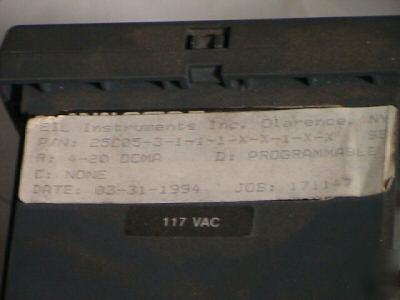 EIL Instruments Inc. Clarence, NY
P/N: 25C05-3-1-1-1-X-X-1-X-X
R: 4-20 DCMA D: PROGRAMMABLE
C: NONE
DATE: 03-31-1994 JOB: 171147
117 VAC